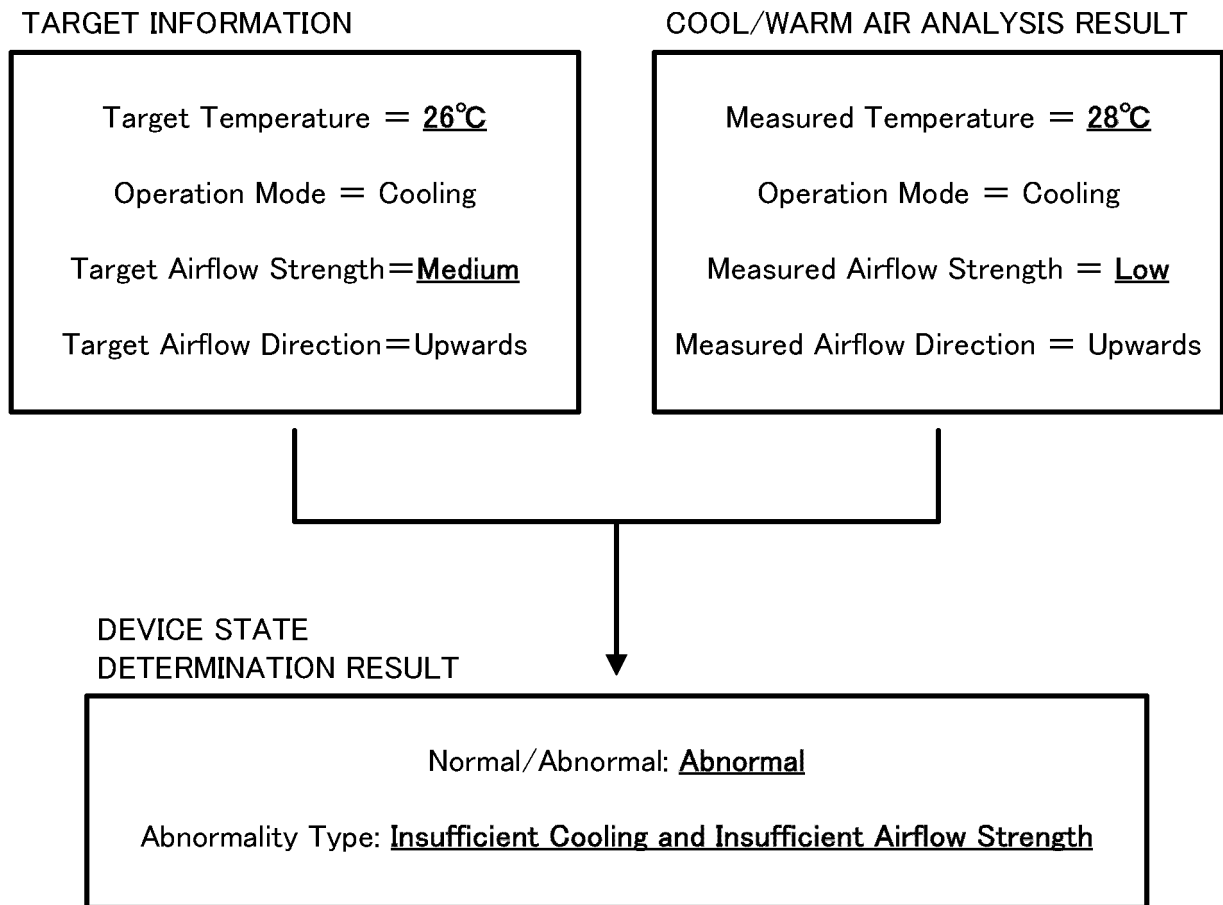 TARGET INFORMATION
Target Temperature = 26℃
Operation Mode = Cooling
Target Airflow Strength=Medium
Target Airflow Direction=Upwards
COOL/WARM AIR ANALYSIS RESULT
Measured Temperature = 28℃
Operation Mode = Cooling
Measured Airflow Strength = Low
Measured Airflow Direction = Upwards
DEVICE STATE
DETERMINATION RESULT
Normal/Abnormal: Abnormal
Abnormality Type: Insufficient Cooling and Insufficient Airflow Strength